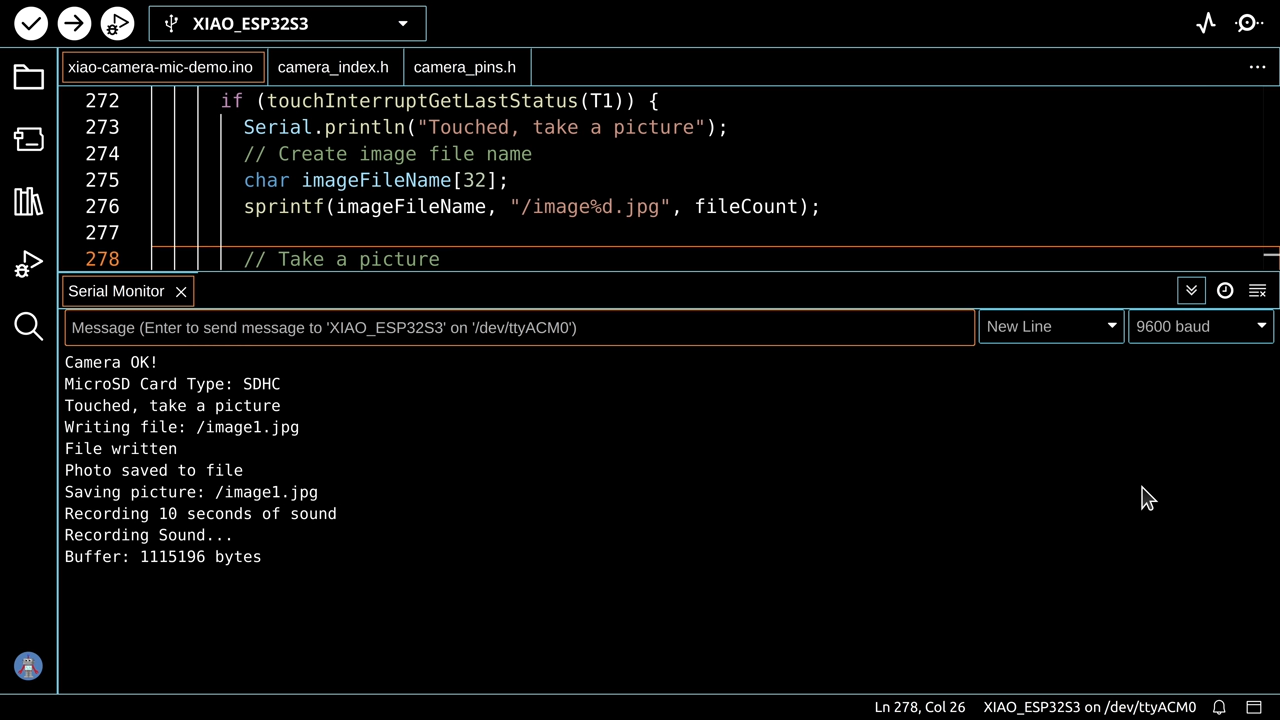 XIAO_ESP32S3
xiao-camera-mic-demo.ino
camera_index.h
camera_pins.h
272 if (touchInterruptGetLastStatus(T1)) {
273 Serial.println("Touched, take a picture");
274 // Create image file name
275 char imageFileName[32];
276 sprintf(imageFileName, "/image%d.jpg", fileCount);
277
278 // Take a picture
Serial Monitor
Message (Enter to send message to 'XIAO_ESP32S3' on '/dev/ttyACM0')
New Line
9600 baud
Camera OK!
MicroSD Card Type: SDHC
Touched, take a picture
Writing file: /image1.jpg
File written
Photo saved to file
Saving picture: /image1.jpg
Recording 10 seconds of sound
Recording Sound...
Buffer: 1115196 bytes
Ln 278, Col 26
XIAO_ESP32S3 on /dev/ttyACM0